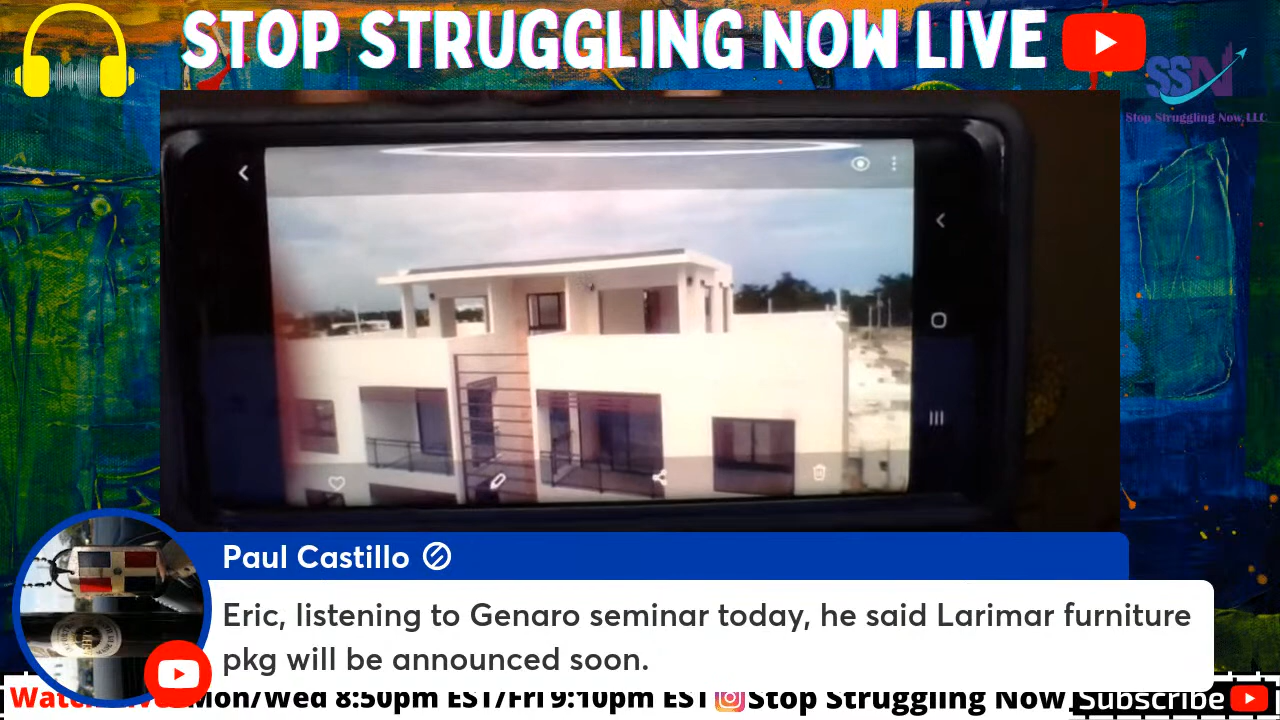 STOP STRUGGLING NOW LIVE
SSN
Stop Struggling Now, LLC
Paul Castillo
Eric, listening to Genaro seminar today, he said Larimar furniture
pkg will be announced soon.
Mon/Wed 8:50pm EST/Fri 9:10pm EST Stop Struggling Now, Subscribe